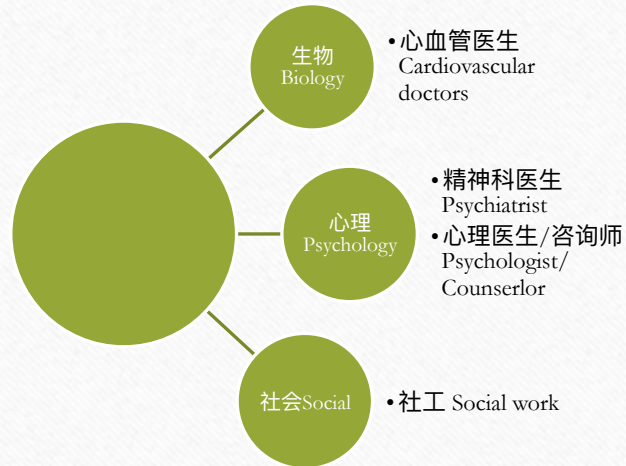 生物
Biology
•心血管医生
Cardiovascular
doctors
心理
Psychology
•精神科医生
Psychiatrist
•心理医生/咨询师
Psychologist/
Counserlor
社会Social
•社工 Social work